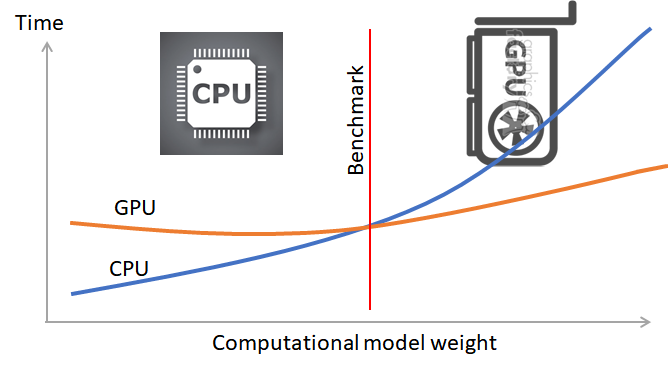 Time
CPU
GPU
Benchmark
GPU
CPU
Computational model weight